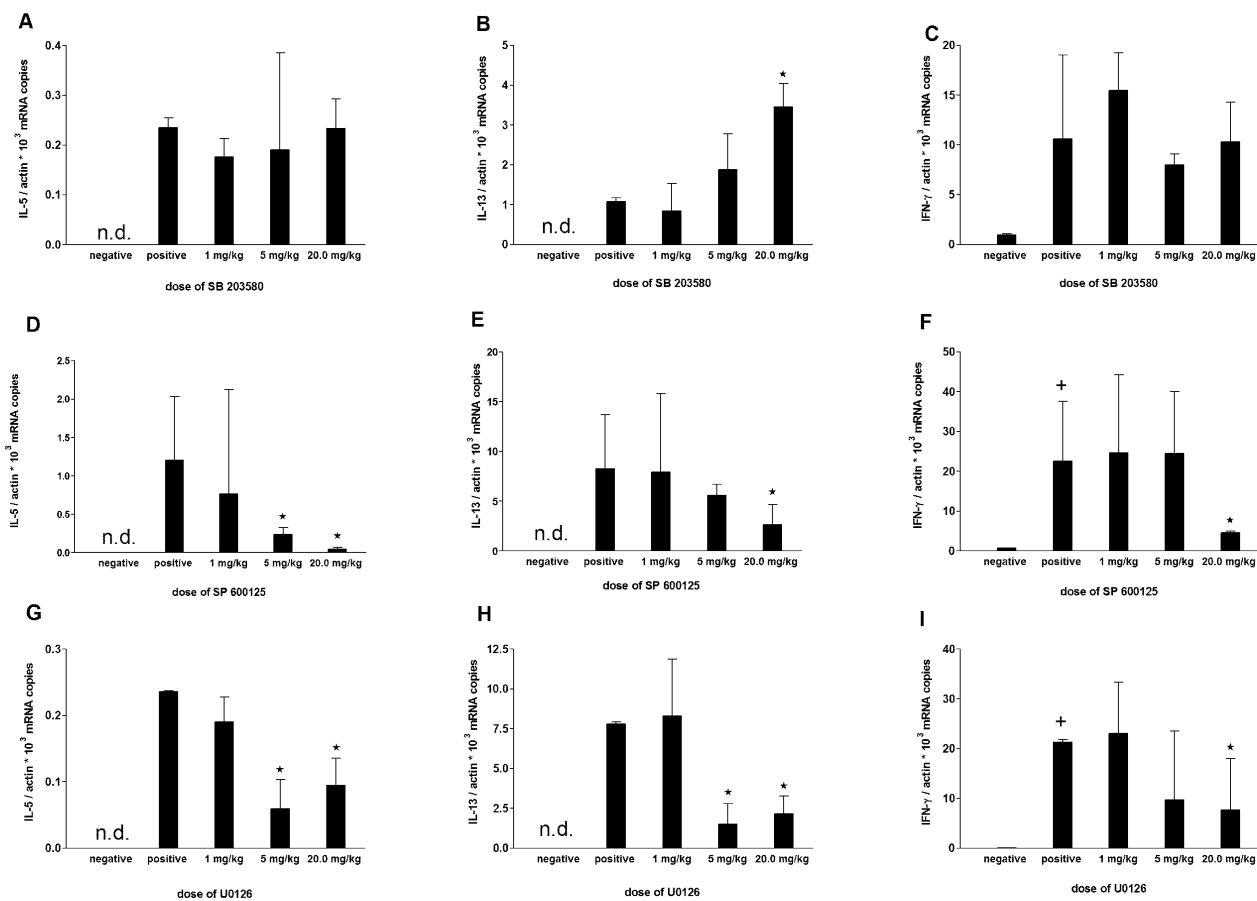 A
IL-5 / actin * 10³ mRNA copies
0.4
0.3
0.2
0.1
0.0
n.d.
negative positive 1 mg/kg 5 mg/kg 20.0 mg/kg
dose of SB 203580
B
IL-13 / actin * 10³ mRNA copies
5
4
3
2
1
0
n.d.
★
negative positive 1 mg/kg 5 mg/kg 20.0 mg/kg
dose of SB 203580
C
IFN-γ / actin * 10³ mRNA copies
20
15
10
5
0
negative positive 1 mg/kg 5 mg/kg 20.0 mg/kg
dose of SB 203580
D
IL-5 / actin * 10³ mRNA copies
2.5
2.0
1.5
1.0
0.5
0.0
n.d.
★ ★
negative positive 1 mg/kg 5 mg/kg 20.0 mg/kg
dose of SP 600125
E
IL-13 / actin * 10³ mRNA copies
20
15
10
5
0
n.d.
★
negative positive 1 mg/kg 5 mg/kg 20.0 mg/kg
dose of SP 600125
F
IFN-γ / actin * 10³ mRNA copies
50
40
30
20
10
0
+
★
negative positive 1 mg/kg 5 mg/kg 20.0 mg/kg
dose of SP 600125
G
IL-5 / actin * 10³ mRNA copies
0.3
0.2
0.1
0.0
n.d.
★ ★
negative positive 1 mg/kg 5 mg/kg 20.0 mg/kg
dose of U0126
H
IL-13 / actin * 10³ mRNA copies
12.5
10.0
7.5
5.0
2.5
0.0
n.d.
★ ★
negative positive 1 mg/kg 5 mg/kg 20.0 mg/kg
dose of U0126
I
IFN-γ / actin * 10³ mRNA copies
40
30
20
10
0
+
★
negative positive 1 mg/kg 5 mg/kg 20.0 mg/kg
dose of U0126